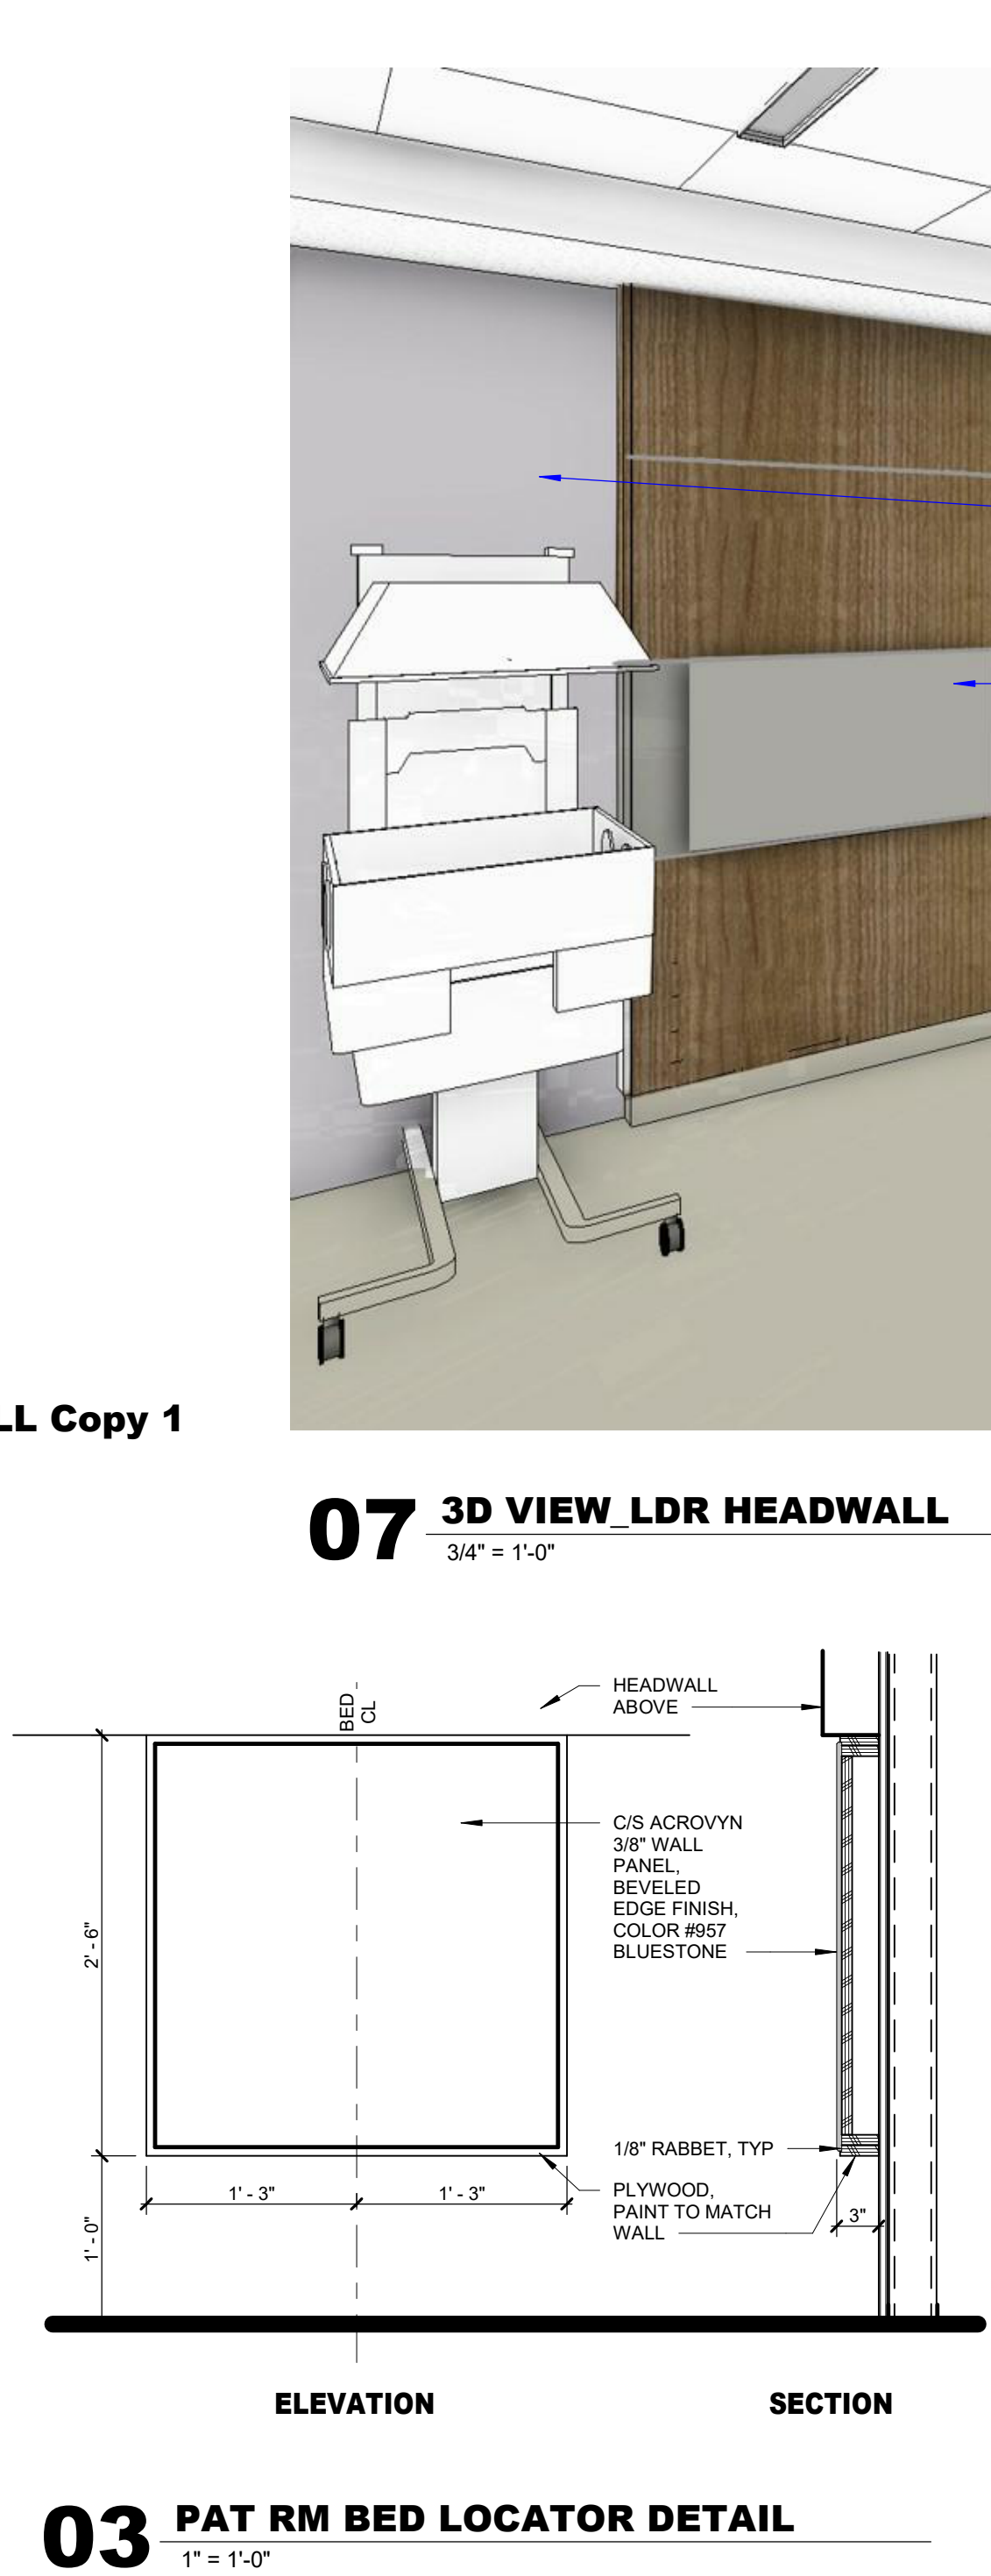 LL Copy 1
07 3D VIEW_LDR HEADWALL
3/4" = 1'-0"
BED
CL
HEADWALL
ABOVE
C/S ACROVYN
3/8" WALL
PANEL,
BEVELED
EDGE FINISH,
COLOR #957
BLUESTONE
2' - 6"
1/8" RABBET, TYP
1' - 3"
1' - 3"
PLYWOOD,
PAINT TO MATCH
WALL
3"
1' - 0"
ELEVATION
SECTION
03 PAT RM BED LOCATOR DETAIL
1" = 1'-0"